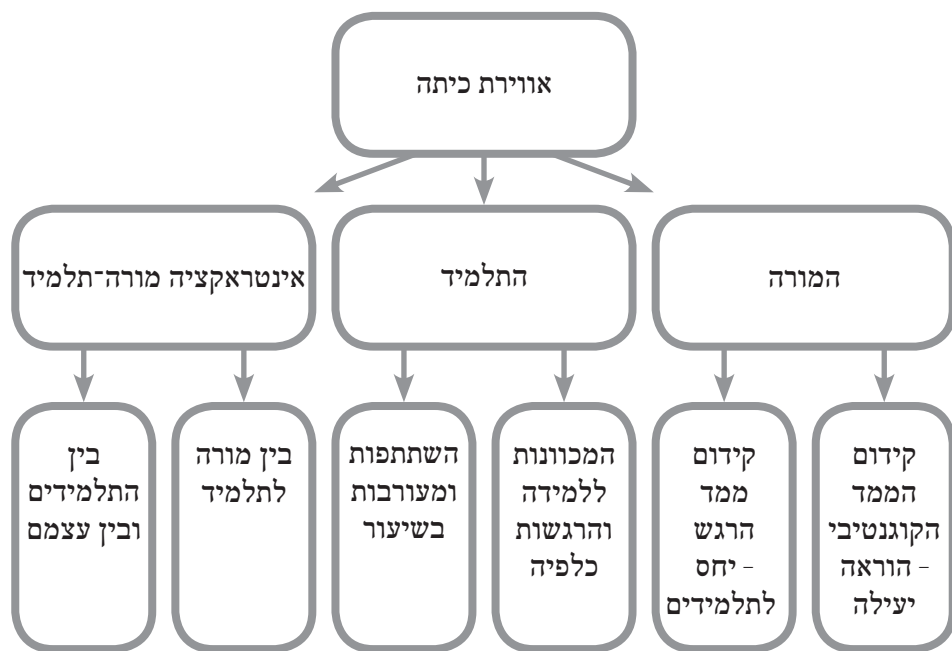 אווירת כיתה
המורה
התלמיד
אינטראקציה מורה־תלמיד
קידום
הממד
הקוגנטיבי
- הוראה
יעילה
קידום
ממד
הרגש
- יחס
לתלמידים
המכוונות
ללמידה
והרגשות
כלפיה
השתתפות
ומעורבות
בשיעור
בין מורה
לתלמיד
בין
התלמידים
ובין עצמם